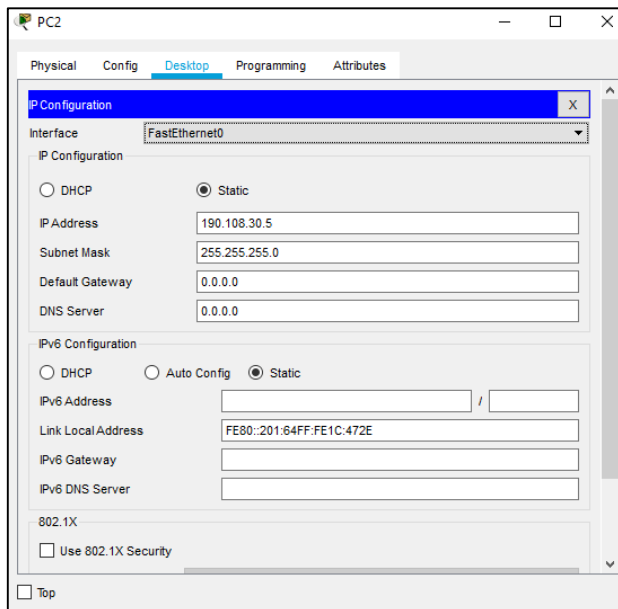 PC2
Physical Config Desktop Programming Attributes
IP Configuration X
Interface FastEthernet0
IP Configuration
DHCP Static
IP Address 190.108.30.5
Subnet Mask 255.255.255.0
Default Gateway 0.0.0.0
DNS Server 0.0.0.0
IPv6 Configuration
DHCP Auto Config Static
IPv6 Address /
Link Local Address FE80::201:64FF:FE1C:472E
IPv6 Gateway
IPv6 DNS Server
802.1X
Use 802.1X Security
Top